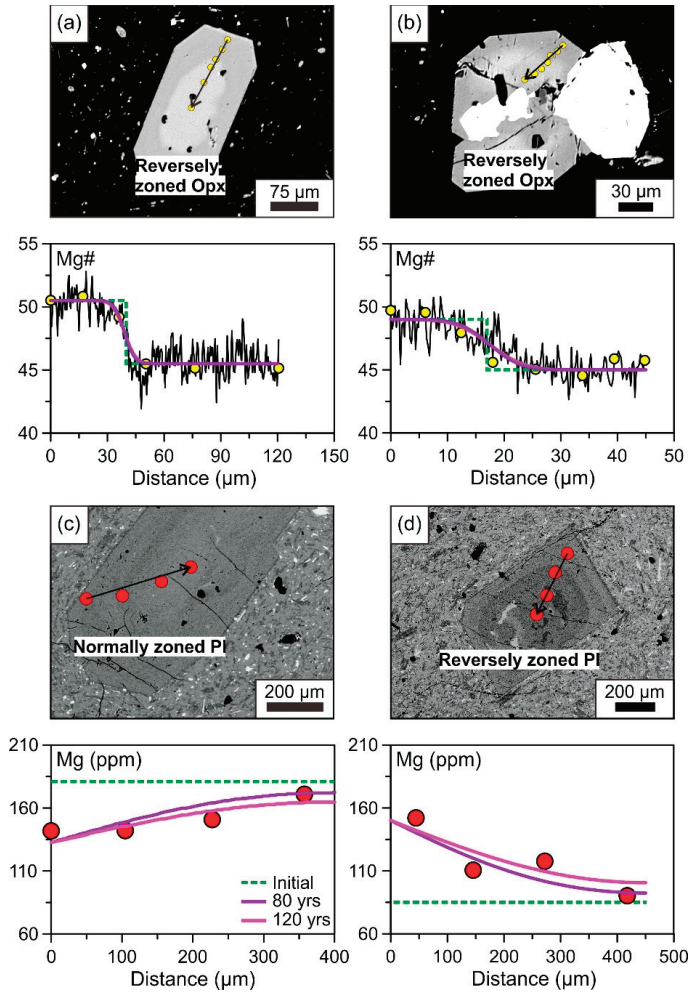 (a)
Reversely
zoned Opx
75 µm
(b)
Reversely
zoned Opx
30 µm
Mg#
55
50
45
40
0 30 60 90 120 150
Distance (µm)
Mg#
55
50
45
40
0 10 20 30 40 50
Distance (µm)
(c)
Normally zoned Pl
200 µm
(d)
Reversely zoned Pl
200 µm
Mg (ppm)
210
160
110
60
Initial
80 yrs
120 yrs
0 100 200 300 400
Distance (µm)
Mg (ppm)
210
160
110
60
0 100 200 300 400 500
Distance (µm)